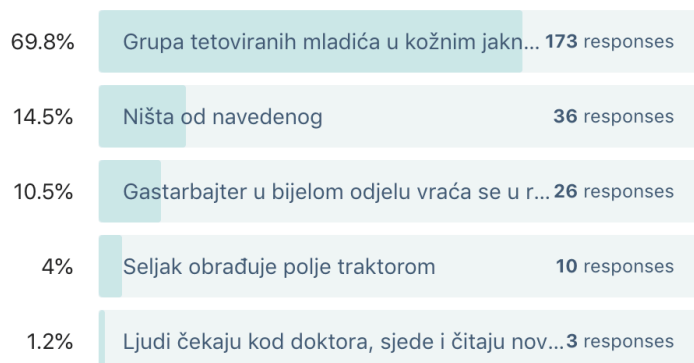 69.8% Grupa tetoviranih mladića u kožnim jakn... 173 responses
14.5% Ništa od navedenog 36 responses
10.5% Gastarbajter u bijelom odjelu vraća se u r... 26 responses
4% Seljak obrađuje polje traktorom 10 responses
1.2% Ljudi čekaju kod doktora, sjede i čitaju nov... 3 responses